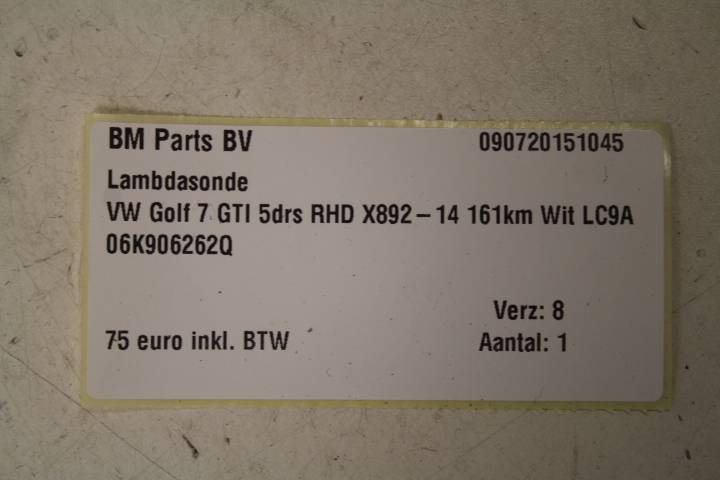 BM Parts BV 090720151045
Lambdasonde
VW Golf 7 GTI 5drs RHD X892-14 161km Wit LC9A
06K906262Q
Verz: 8
75 euro inkl. BTW Aantal: 1